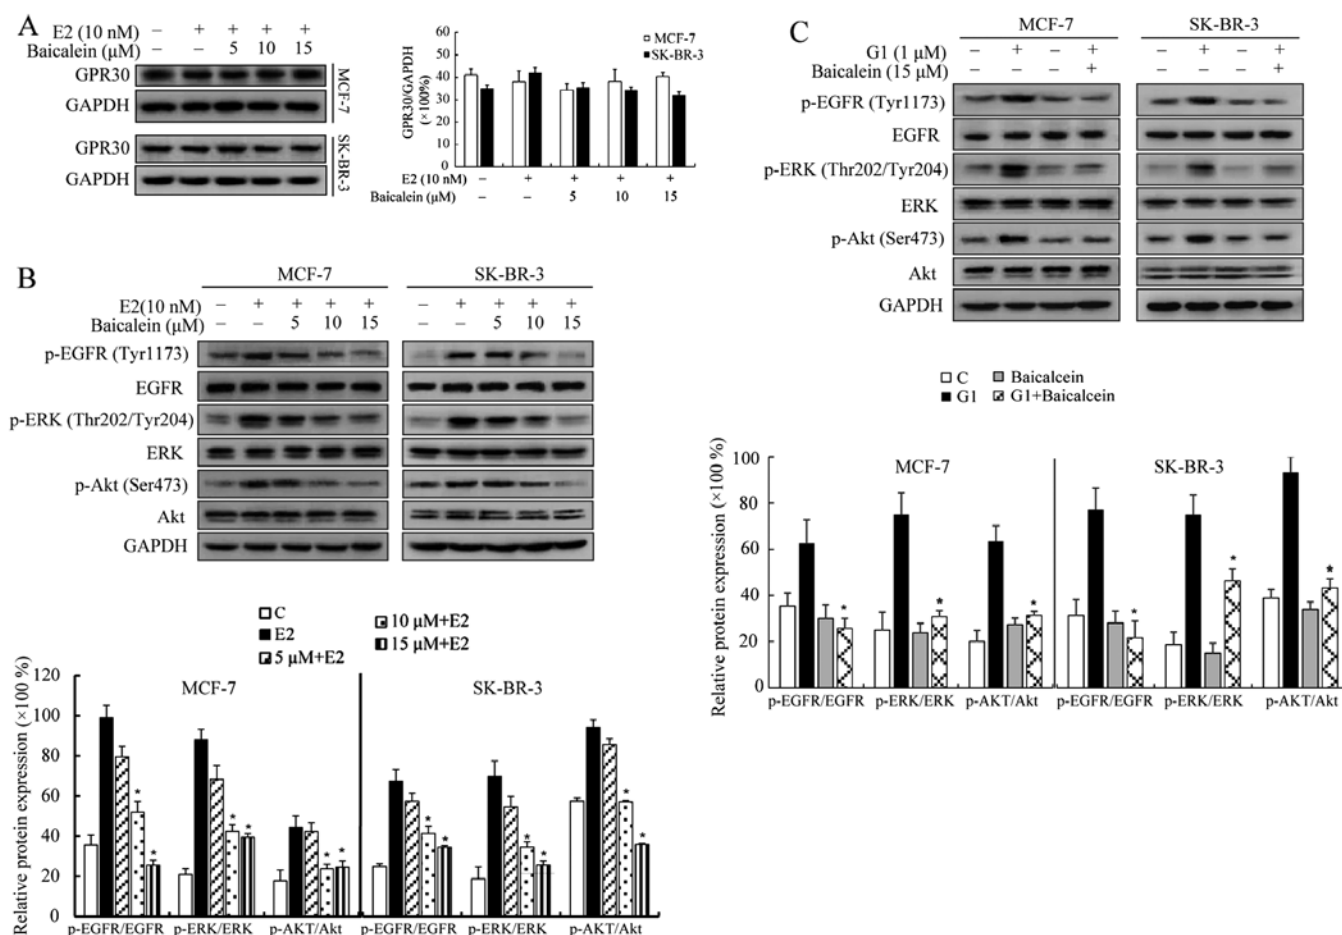 A
E2 (10 nM) – + + + +
Baicalein (μM) – – 5 10 15
GPR30
GAPDH
MCF-7
GPR30
GAPDH
SK-BR-3
GPR30/GAPDH
(×100%)
60
50
40
30
20
10
0
□ MCF-7
■ SK-BR-3
E2 (10 nM) – + + + +
Baicalein (μM) – – 5 10 15
B
MCF-7 SK-BR-3
E2(10 nM) – + + + + – + + + +
Baicalein (μM) – – 5 10 15 – – 5 10 15
p-EGFR (Tyr1173)
EGFR
p-ERK (Thr202/Tyr204)
ERK
p-Akt (Ser473)
Akt
GAPDH
C
E2
5 μM+E2
10 μM+E2
15 μM+E2
Relative protein expression (×100 %)
120
100
80
60
40
20
0
MCF-7 SK-BR-3
* * * * * * * * * * * *
p-EGFR/EGFR p-ERK/ERK p-AKT/Akt p-EGFR/EGFR p-ERK/ERK p-AKT/Akt
C
MCF-7 SK-BR-3
G1 (1 μM) – + – + – + – +
Baicalein (15 μM) – – – + – – – +
p-EGFR (Tyr1173)
EGFR
p-ERK (Thr202/Tyr204)
ERK
p-Akt (Ser473)
Akt
GAPDH
C Baicalcein
G1 G1+Baicalcein
Relative protein expression (×100 %)
100
80
60
40
20
0
MCF-7 SK-BR-3
* * * * * *
p-EGFR/EGFR p-ERK/ERK p-AKT/Akt p-EGFR/EGFR p-ERK/ERK p-AKT/Akt